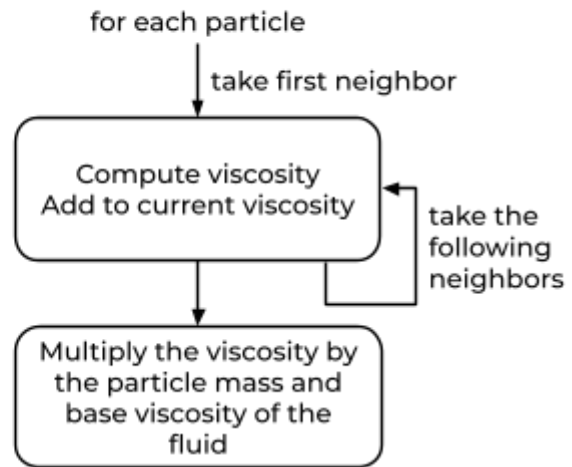 for each particle
take first neighbor
Compute viscosity
Add to current viscosity
take the
following
neighbors
Multiply the viscosity by
the particle mass and
base viscosity of the
fluid